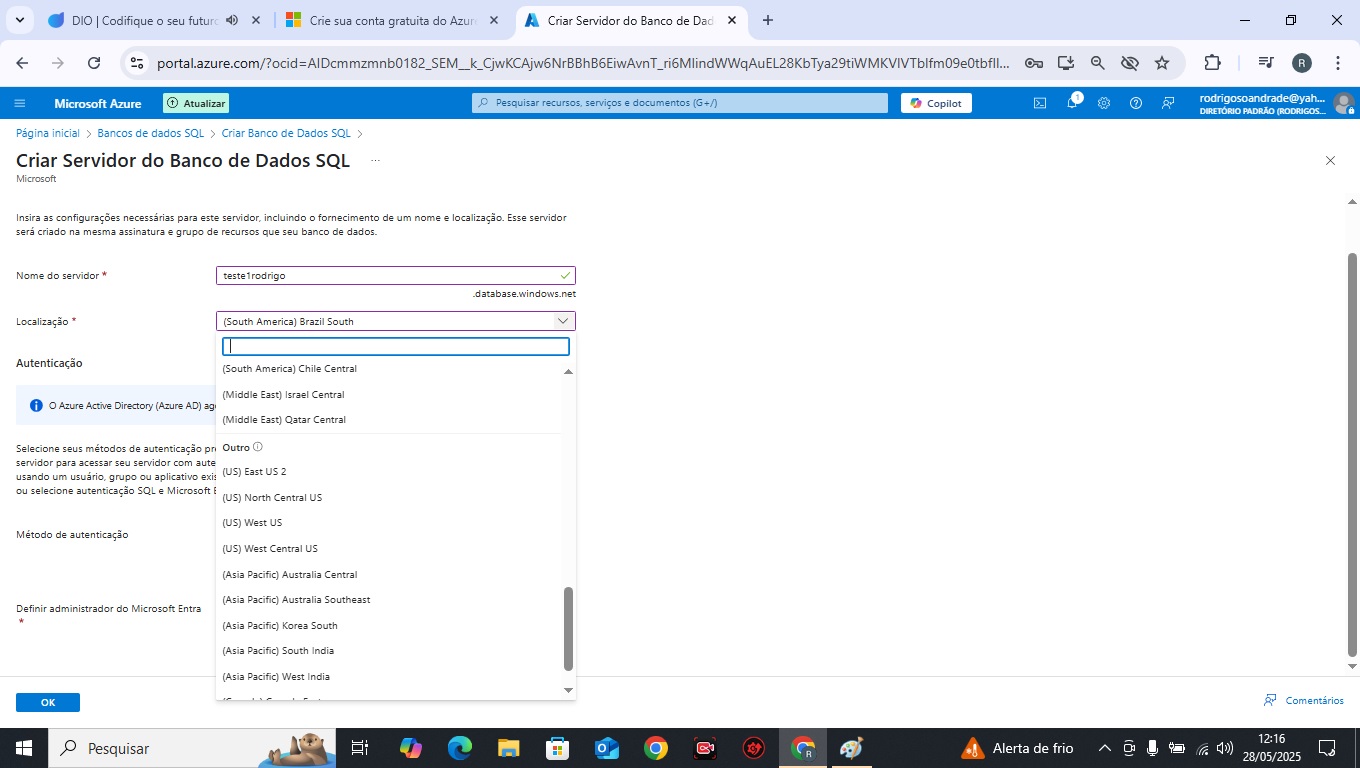 DIO | Codifique o seu futuro
Crie sua conta gratuita do Azure
Criar Servidor do Banco de Dad
portal.azure.com/?ocid=AIDcmmzmnb0182_SEM__k_CjwKCAjw6NrBBhB6EiwAvnT_ri6MlindWWqAuEL28KbTya29tiWMKVIVTblfm09e0tbfIl...
R
Microsoft Azure
Atualizar
Pesquisar recursos, serviços e documentos (G+/)
Copilot
1
rodrigosoandrade@yah...
DIRETÓRIO PADRÃO (RODRIGOS...
Página inicial > Bancos de dados SQL > Criar Banco de Dados SQL >
Criar Servidor do Banco de Dados SQL ...
Microsoft
Insira as configurações necessárias para este servidor, incluindo o fornecimento de um nome e localização. Esse servidor
será criado na mesma assinatura e grupo de recursos que seu banco de dados.
Nome do servidor *
teste1rodrigo
.database.windows.net
Localização *
(South America) Brazil South
(South America) Chile Central
Autenticação
(Middle East) Israel Central
O Azure Active Directory (Azure AD) ago
(Middle East) Qatar Central
Outro
Selecione seus métodos de autenticação pre
servidor para acessar seu servidor com aute
usando um usuário, grupo ou aplicativo exis
ou selecione autenticação SQL e Microsoft E
(US) East US 2
(US) North Central US
(US) West US
Método de autenticação
(US) West Central US
(Asia Pacific) Australia Central
(Asia Pacific) Australia Southeast
Definir administrador do Microsoft Entra
*
(Asia Pacific) Korea South
(Asia Pacific) South India
(Asia Pacific) West India
OK
Comentários
Pesquisar
R
Alerta de frio
12:16
28/05/2025